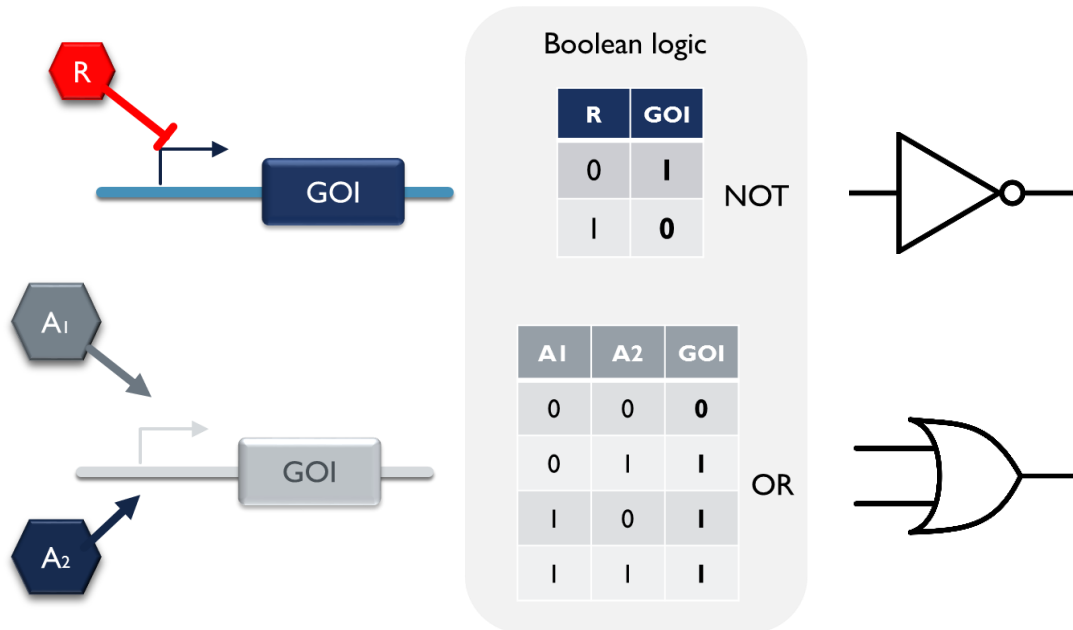 Boolean logic
R
R GOI
0 1
1 0
NOT
GOI
A1
A1 A2 GOI
0 0 0
0 1 1
1 0 1
1 1 1
OR
GOI
A2